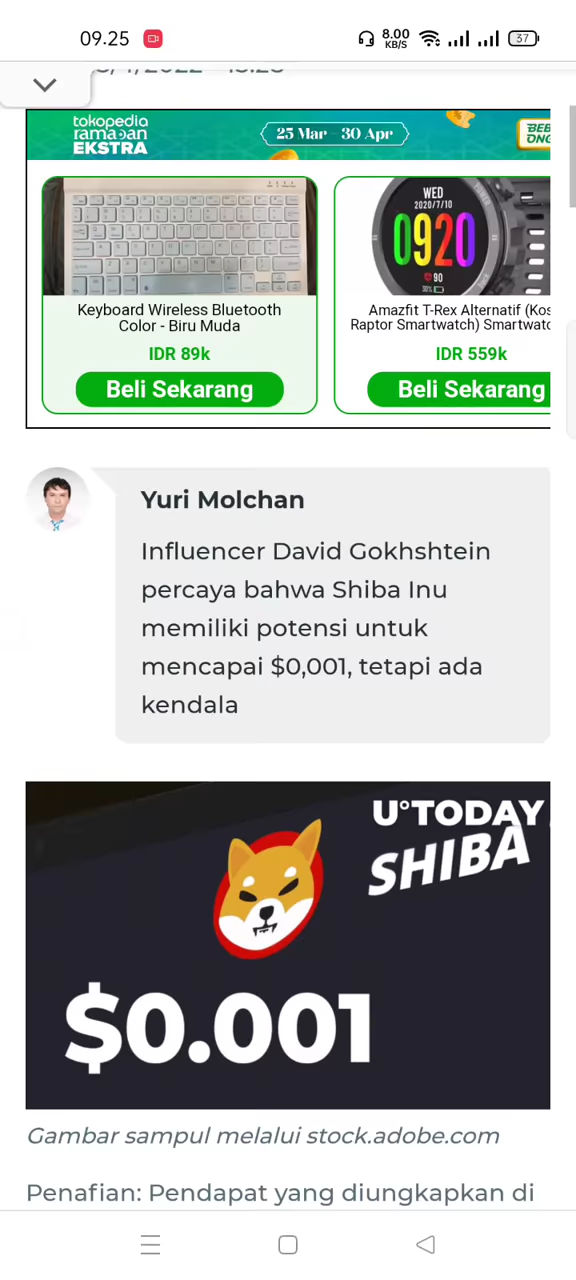 09.25
8.00
KB/S
37
tokopedia
ramadan
EKSTRA
25 Mar - 30 Apr
WED
2020/7/10
0920
90
30%
Keyboard Wireless Bluetooth
Color - Biru Muda
Amazfit T-Rex Alternatif (Kos
Raptor Smartwatch) Smartwatc
IDR 89k
IDR 559k
Beli Sekarang
Beli Sekarang
Yuri Molchan
Influencer David Gokhshtein
percaya bahwa Shiba Inu
memiliki potensi untuk
mencapai $0,001, tetapi ada
kendala
U°TODAY
SHIBA
$0.001
Gambar sampul melalui stock.adobe.com
Penafian: Pendapat yang diungkapkan di